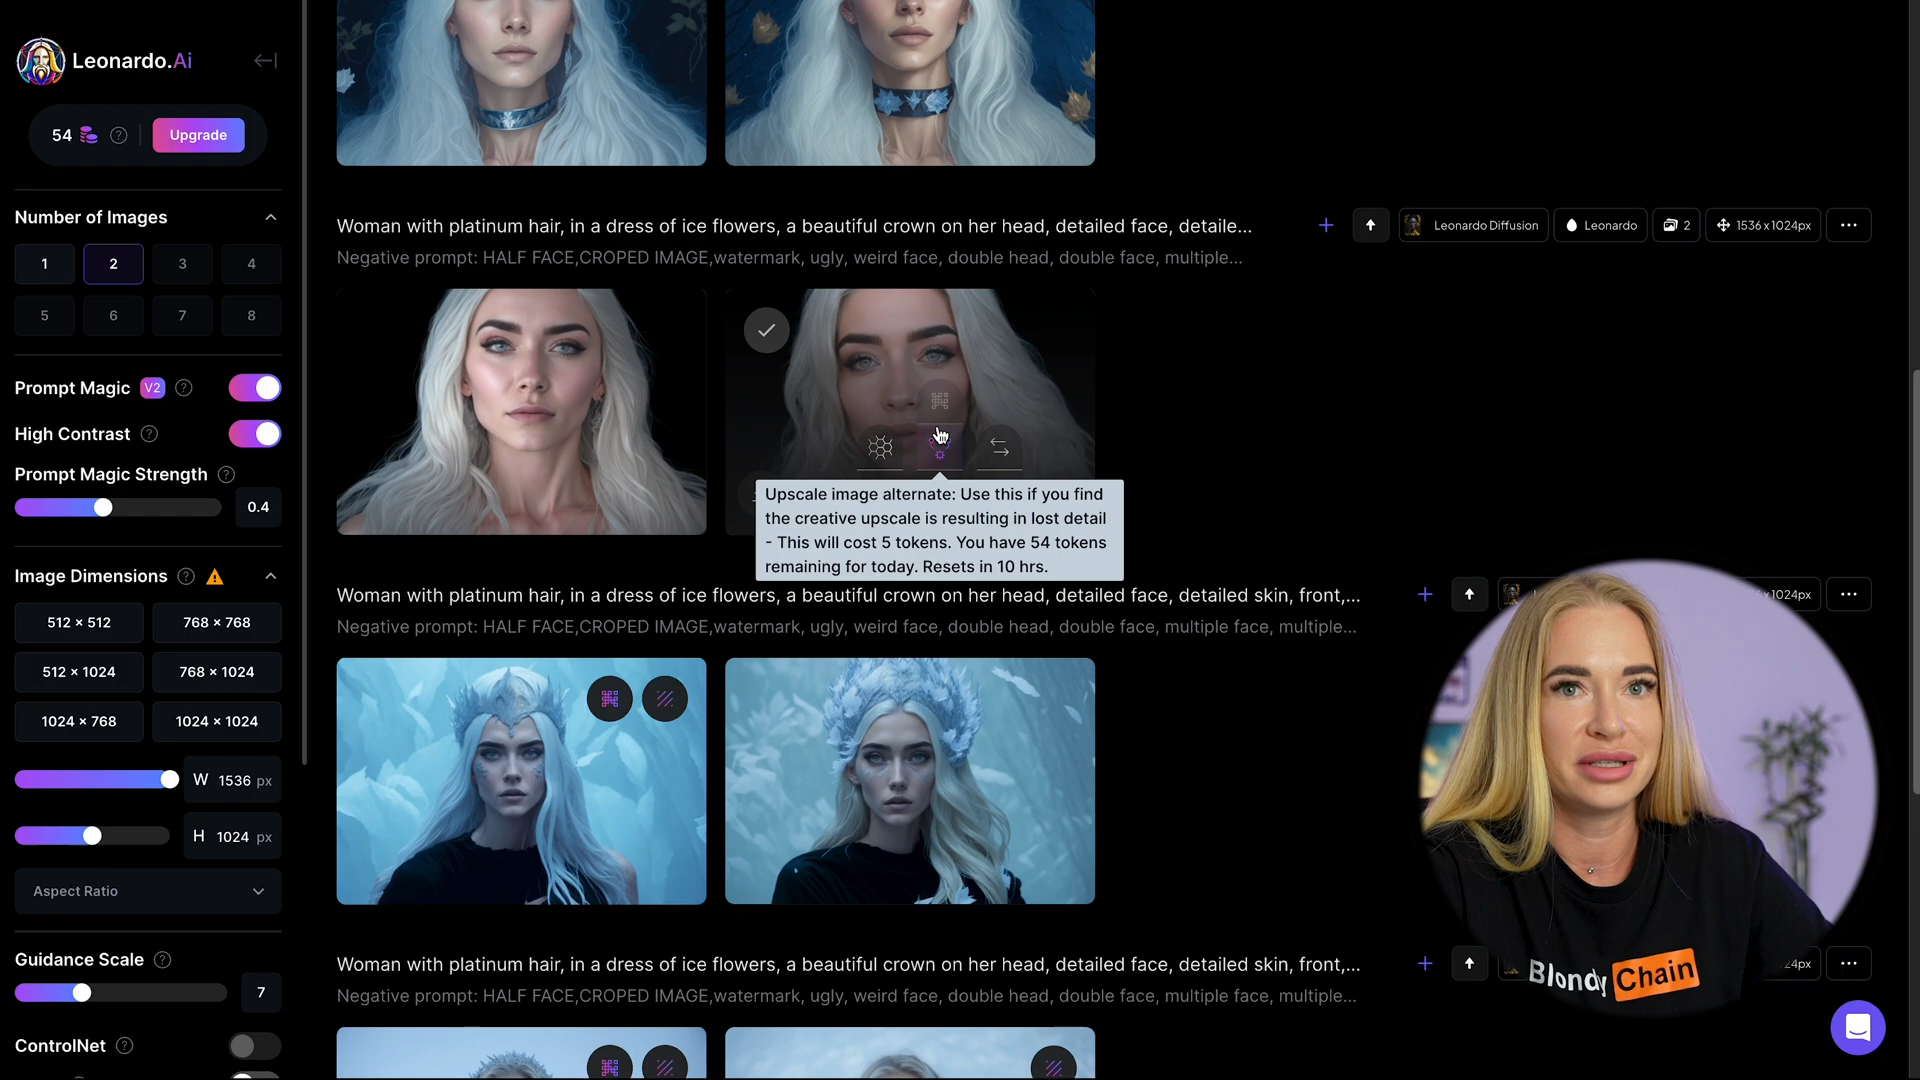 Leonardo.Ai
54
Upgrade
Number of Images
1
2
3
4
5
6
7
8
Prompt Magic V2
High Contrast
Prompt Magic Strength
0.4
Image Dimensions
512 × 512
768 × 768
512 × 1024
768 × 1024
1024 × 768
1024 × 1024
W 1536 px
H 1024 px
Aspect Ratio
Guidance Scale
7
ControlNet
Woman with platinum hair, in a dress of ice flowers, a beautiful crown on her head, detailed face, detaile...
Leonardo Diffusion
Leonardo
2
1536 x 1024px
Negative prompt: HALF FACE,CROPED IMAGE,watermark, ugly, weird face, double head, double face, multiple...
Upscale image alternate: Use this if you find
the creative upscale is resulting in lost detail
- This will cost 5 tokens. You have 54 tokens
remaining for today. Resets in 10 hrs.
Woman with platinum hair, in a dress of ice flowers, a beautiful crown on her head, detailed face, detailed skin, front,...
x 1024px
Negative prompt: HALF FACE,CROPED IMAGE,watermark, ugly, weird face, double head, double face, multiple face, multiple...
Woman with platinum hair, in a dress of ice flowers, a beautiful crown on her head, detailed face, detailed skin, front,...
24px
Negative prompt: HALF FACE,CROPED IMAGE,watermark, ugly, weird face, double head, double face, multiple face, multiple...
Blondy Chain